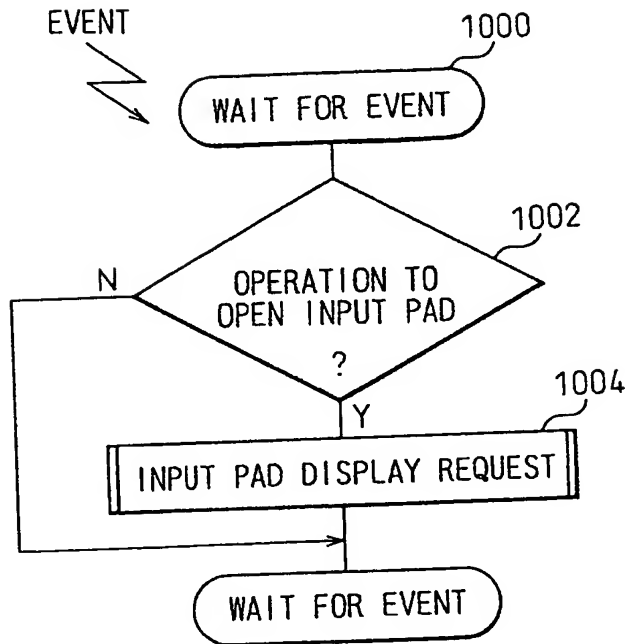 EVENT
1000
WAIT FOR EVENT
1002
N
OPERATION TO
OPEN INPUT PAD
?
Y
1004
INPUT PAD DISPLAY REQUEST
WAIT FOR EVENT